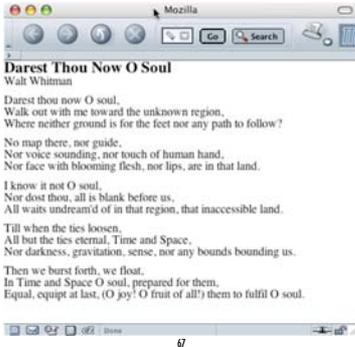 Mozilla
Go
Search
Darest Thou Now O Soul
Walt Whitman
Darest thou now O soul,
Walk out with me toward the unknown region,
Where neither ground is for the feet nor any path to follow?
No map there, nor guide,
Nor voice sounding, nor touch of human hand,
Nor face with blooming flesh, nor lips, are in that land.
I know it not O soul,
Nor dost thou, all is blank before us,
All waits undream'd of in that region, that inaccessible land.
Till when the ties loosen,
All but the ties eternal, Time and Space,
Nor darkness, gravitation, sense, nor any bounds bounding us.
Then we burst forth, we float,
In Time and Space O soul, prepared for them,
Equal, equipt at last, (O joy! O fruit of all!) them to fulfil O soul.
Done
67